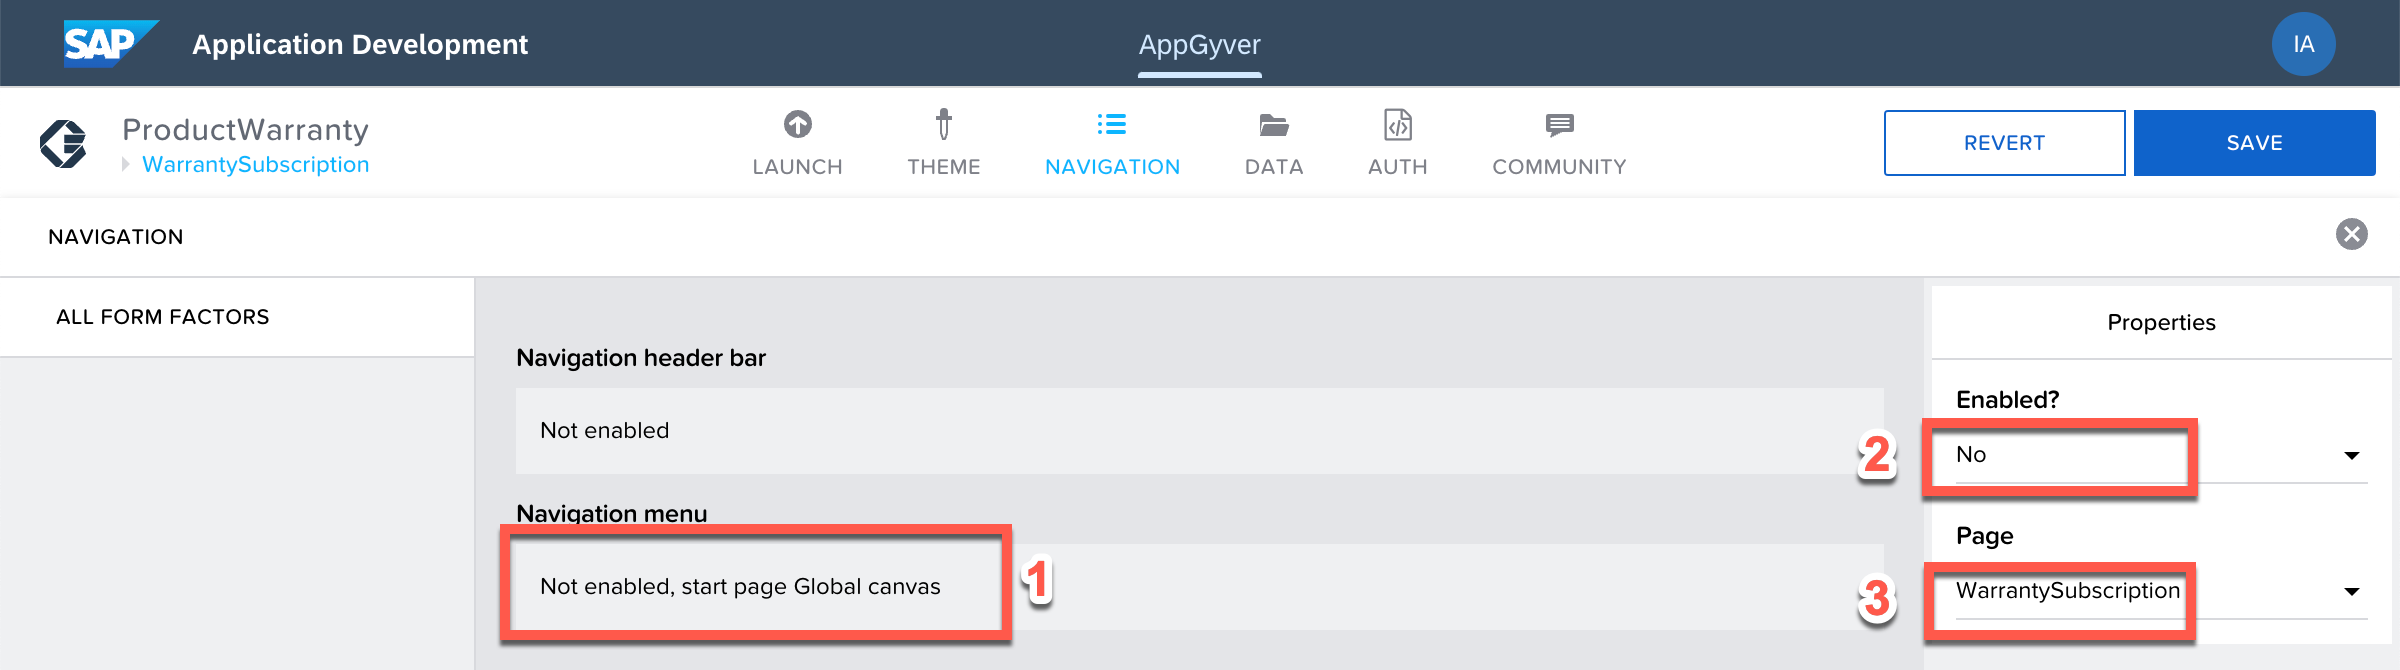 SAP
Application Development
AppGyver
IA
ProductWarranty
WarrantySubscription
LAUNCH
THEME
NAVIGATION
DATA
AUTH
COMMUNITY
REVERT
SAVE
NAVIGATION
ALL FORM FACTORS
Navigation header bar
Not enabled
Navigation menu
Not enabled, start page Global canvas
1
Properties
Enabled?
2
No
Page
3
WarrantySubscription